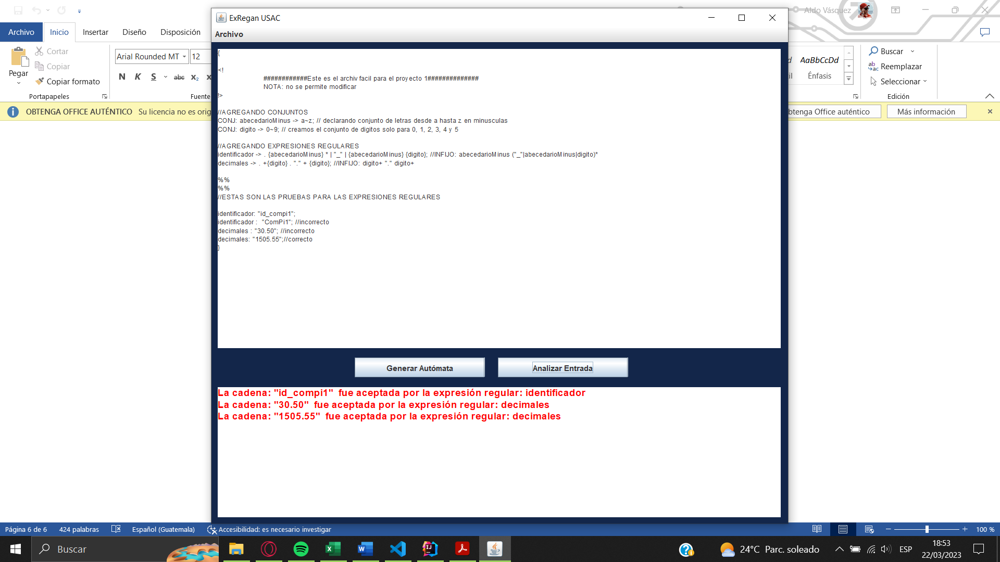 Aldo Vásquez
ExRegan USAC
Archivo
Archivo
Inicio
Insertar
Diseño
Disposición
Pegar
Cortar
Copiar
Copiar formato
Portapapeles
Arial Rounded MT
12
N K S abc x₂
Fuente
AaBbCcDd
Énfasis
Buscar
Reemplazar
Seleccionar
Edición
OBTENGA OFFICE AUTÉNTICO Su licencia no es
btenga Office auténtico
Más información
{
<!
############Este es el archiv facil para el proyecto 1##############
NOTA: no se permite modificar
!>
//AGREGANDO CONJUNTOS
CONJ: abecedarioMinus -> a~z; // declarando conjunto de letras desde a hasta z en minusculas
CONJ: digito -> 0~9; // creamos el conjunto de digitos solo para 0, 1, 2, 3, 4 y 5
//AGREGANDO EXPRESIONES REGULARES
identificador -> . {abecedarioMinus} * | "_" | {abecedarioMinus} {digito}; //INFIJO: abecedarioMinus ("_"|abecedarioMinus|digito)*
decimales -> . +{digito} . "." + {digito}; //INFIJO: digito+ "." digito+
%%
%%
//ESTAS SON LAS PRUEBAS PARA LAS EXPRESIONES REGULARES
identificador: "id_compi1";
identificador :  "ComPi1"; //incorrecto
decimales : "30.50"; //incorrecto
decimales: "1505.55";//correcto
}
Generar Autómata
Analizar Entrada
La cadena: "id_compi1"  fue aceptada por la expresión regular: identificador
La cadena: "30.50"  fue aceptada por la expresión regular: decimales
La cadena: "1505.55"  fue aceptada por la expresión regular: decimales
Página 6 de 6
424 palabras
Español (Guatemala)
Accesibilidad: es necesario investigar
100 %
Buscar
24°C Parc. soleado
ESP
18:53
22/03/2023